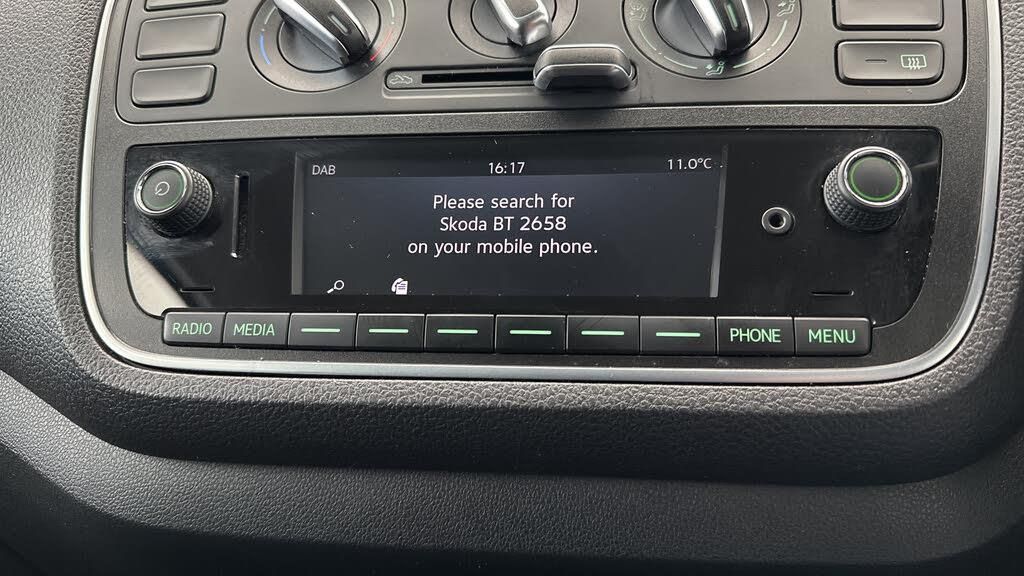 DAB 16:17 11.0°C
Please search for
Skoda BT 2658
on your mobile phone.
RADIO MEDIA PHONE MENU